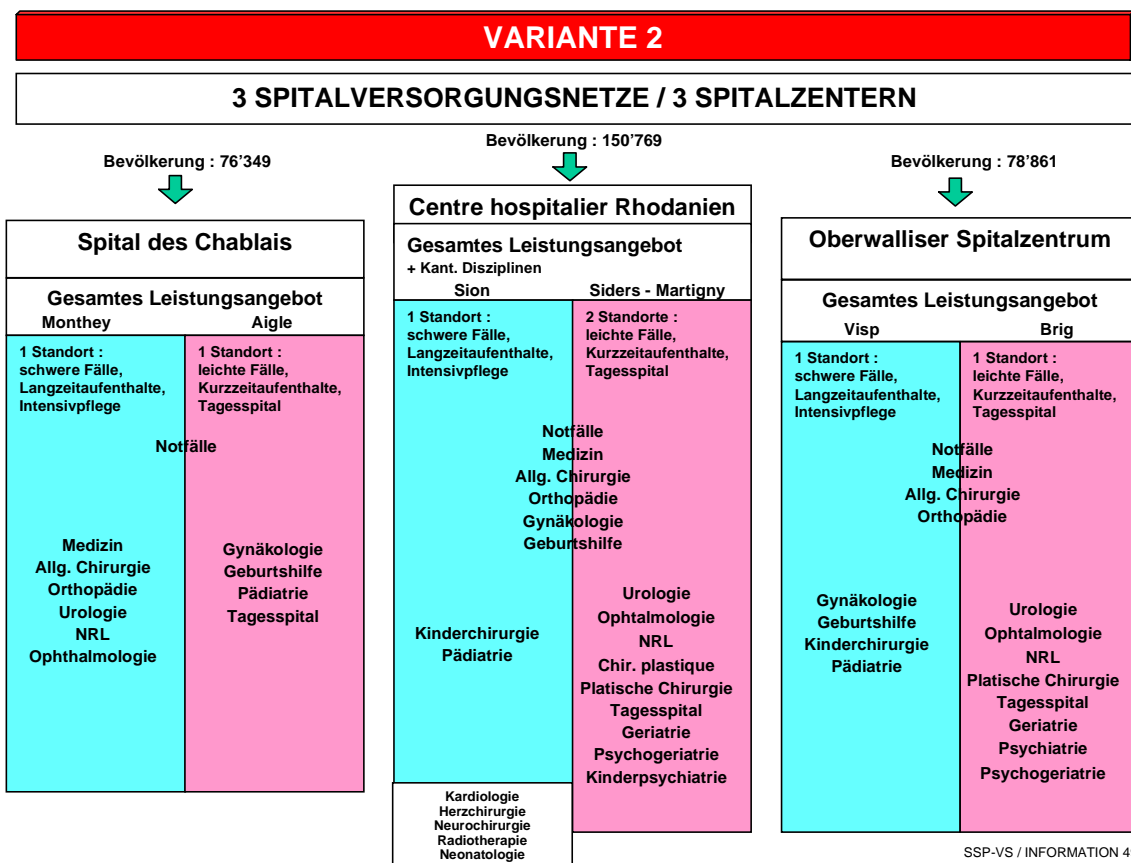 VARIANTE 2
3 SPITALVERSORGUNGSNETZE / 3 SPITALZENTERN
Bevölkerung : 76’349
Bevölkerung : 150’769
Bevölkerung : 78’861
Spital des Chablais
Gesamtes Leistungsangebot
Monthey
Aigle
1 Standort :
schwere Fälle,
Langzeitaufenthalte,
Intensivpflege
1 Standort :
leichte Fälle,
Kurzzeitaufenthalte,
Tagesspital
Notfälle
Medizin
Allg. Chirurgie
Orthopädie
Urologie
NRL
Ophthalmologie
Gynäkologie
Geburtshilfe
Pädiatrie
Tagesspital
Centre hospitalier Rhodanien
Gesamtes Leistungsangebot
+ Kant. Disziplinen
Sion
Siders - Martigny
1 Standort :
schwere Fälle,
Langzeitaufenthalte,
Intensivpflege
2 Standorte :
leichte Fälle,
Kurzzeitaufenthalte,
Tagesspital
Notfälle
Medizin
Allg. Chirurgie
Orthopädie
Gynäkologie
Geburtshilfe
Kinderchirurgie
Pädiatrie
Urologie
Ophtalmologie
NRL
Chir. plastique
Platische Chirurgie
Tagesspital
Geriatrie
Psychogeriatrie
Kinderpsychiatrie
Kardiologie
Herzchirurgie
Neurochirurgie
Radiotherapie
Neonatologie
Oberwalliser Spitalzentrum
Gesamtes Leistungsangebot
Visp
Brig
1 Standort :
schwere Fälle,
Langzeitaufenthalte,
Intensivpflege
1 Standort :
leichte Fälle,
Kurzzeitaufenthalte,
Tagesspital
Notfälle
Medizin
Allg. Chirurgie
Orthopädie
Gynäkologie
Geburtshilfe
Kinderchirurgie
Pädiatrie
Urologie
Ophtalmologie
NRL
Platische Chirurgie
Tagesspital
Geriatrie
Psychiatrie
Psychogeriatrie
SSP-VS / INFORMATION